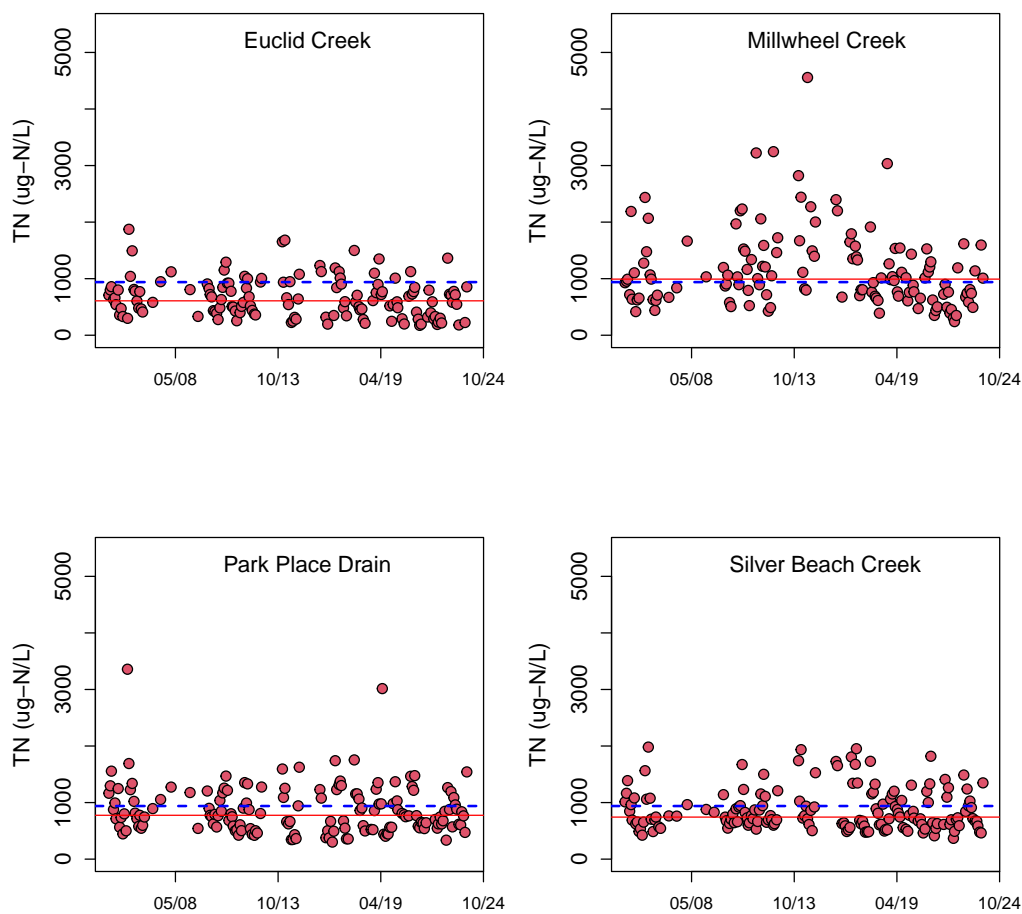 Euclid Creek
TN (ug−N/L)
5000
3000
1000
0
05/08 10/13 04/19 10/24
Millwheel Creek
TN (ug−N/L)
5000
3000
1000
0
05/08 10/13 04/19 10/24
Park Place Drain
TN (ug−N/L)
5000
3000
1000
0
05/08 10/13 04/19 10/24
Silver Beach Creek
TN (ug−N/L)
5000
3000
1000
0
05/08 10/13 04/19 10/24